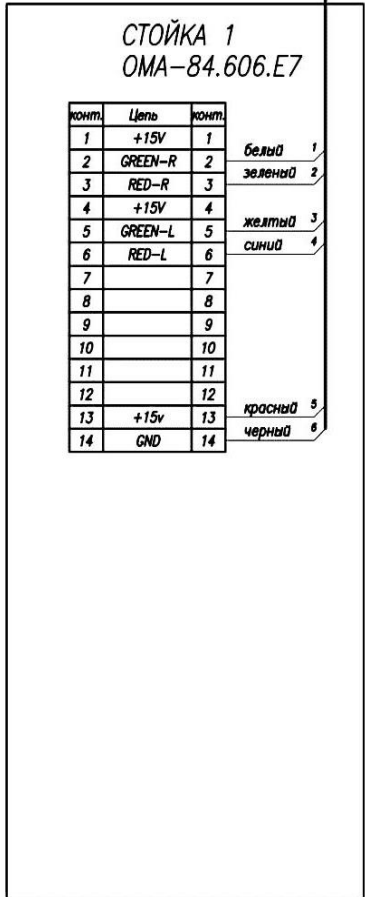 СТОЙКА 1
ОМА-84.606.Е7
конт. Цепь конт.
1 +15V 1
белый 1
2 GREEN-R 2
зеленый 2
3 RED-R 3
4 +15V 4
желтый 3
5 GREEN-L 5
синий 4
6 RED-L 6
7 7
8 8
9 9
10 10
11 11
12 12
красный 5
13 +15v 13
черный 6
14 GND 14